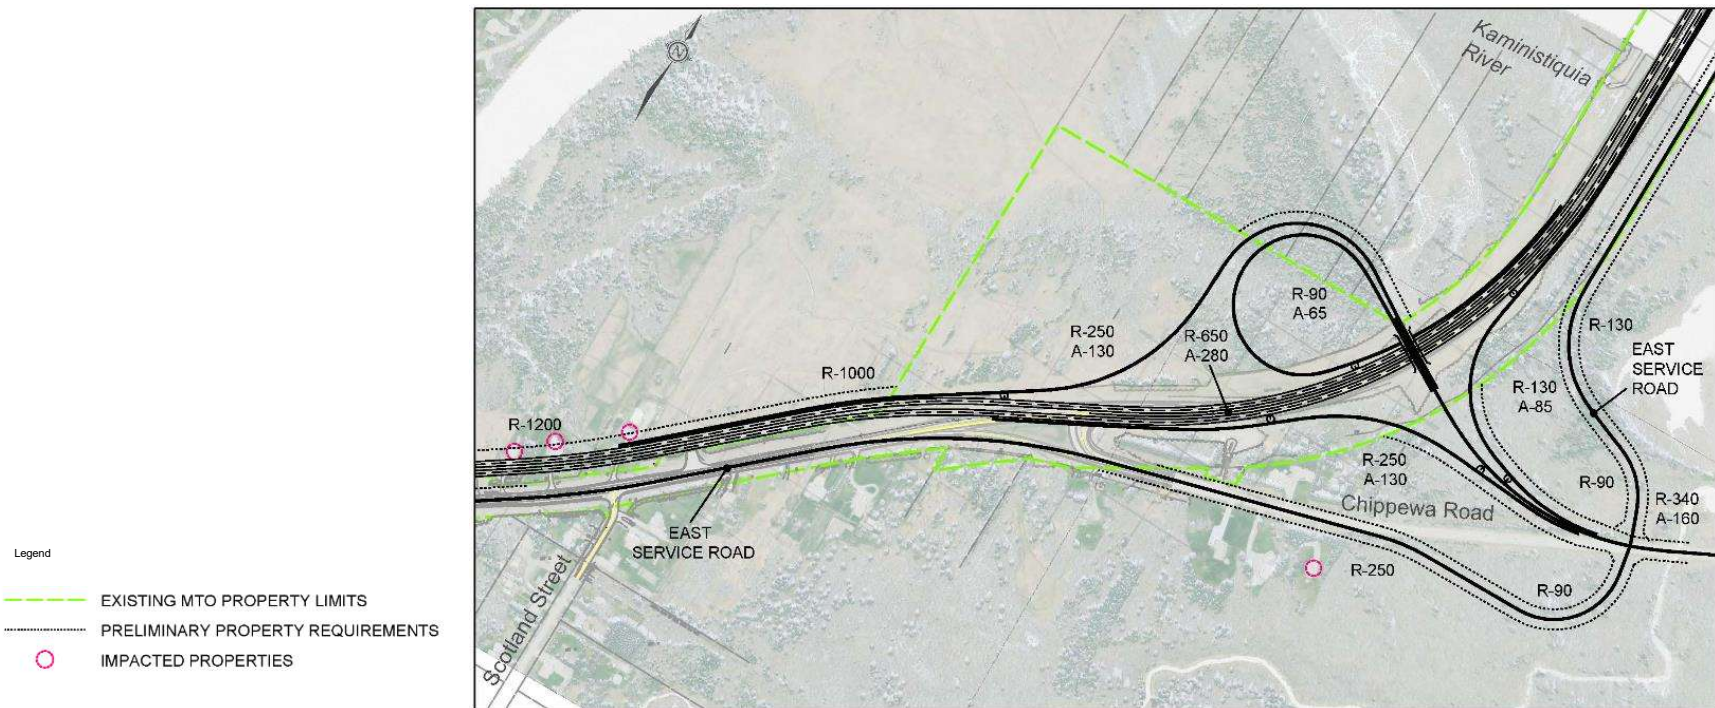 Kaministiquia
River
R-90
A-65
R-250
A-130
R-650
A-280
R-130
EAST
SERVICE
ROAD
R-1000
R-130
A-85
R-1200
R-250
A-130
R-90
Chippewa Road
R-340
A-160
EAST
SERVICE ROAD
R-250
R-90
Scotland Street
Legend
EXISTING MTO PROPERTY LIMITS
PRELIMINARY PROPERTY REQUIREMENTS
IMPACTED PROPERTIES